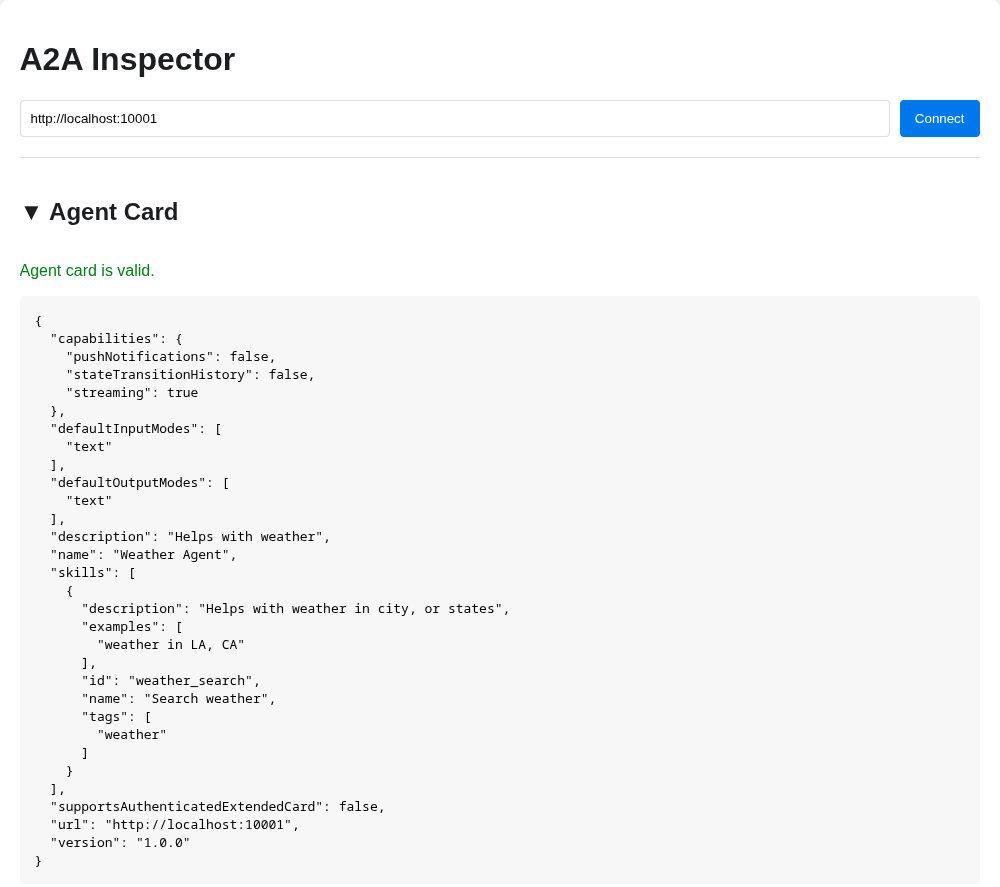 A2A Inspector
http://localhost:10001
Connect
▼ Agent Card
Agent card is valid.
{
  "capabilities": {
    "pushNotifications": false,
    "stateTransitionHistory": false,
    "streaming": true
  },
  "defaultInputModes": [
    "text"
  ],
  "defaultOutputModes": [
    "text"
  ],
  "description": "Helps with weather",
  "name": "Weather Agent",
  "skills": [
    {
      "description": "Helps with weather in city, or states",
      "examples": [
        "weather in LA, CA"
      ],
      "id": "weather_search",
      "name": "Search weather",
      "tags": [
        "weather"
      ]
    }
  ],
  "supportsAuthenticatedExtendedCard": false,
  "url": "http://localhost:10001",
  "version": "1.0.0"
}